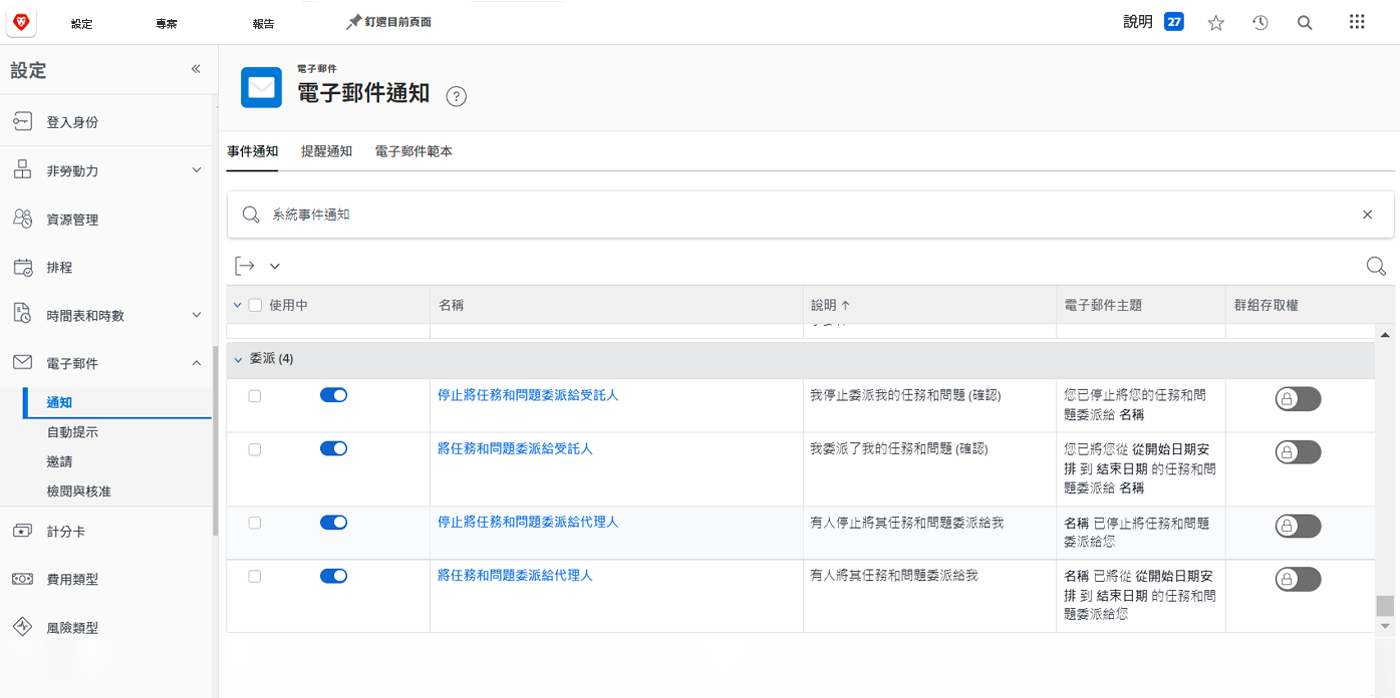 設定
專案
報告
釘選目前頁面
說明
27
設定
登入身份
非勞動力
資源管理
排程
時間表和時數
電子郵件
通知
自動提示
邀請
檢閱與核准
計分卡
費用類型
風險類型
電子郵件
電子郵件通知
?
事件通知
提醒通知
電子郵件範本
系統事件通知
使用中
名稱
說明 ↑
電子郵件主題
群組存取權
委派 (4)
停止將任務和問題委派給受託人
我停止委派我的任務和問題 (確認)
您已停止將您的任務和問
題委派給 名稱
將任務和問題委派給受託人
我委派了我的任務和問題 (確認)
您已將您從 從開始日期安
排 到 結束日期 的任務和問
題委派給 名稱
停止將任務和問題委派給代理人
有人停止將其任務和問題委派給我
名稱 已停止將任務和問題
委派給您
將任務和問題委派給代理人
有人將其任務和問題委派給我
名稱 已將從 從開始日期安
排 到 結束日期 的任務和問
題委派給您